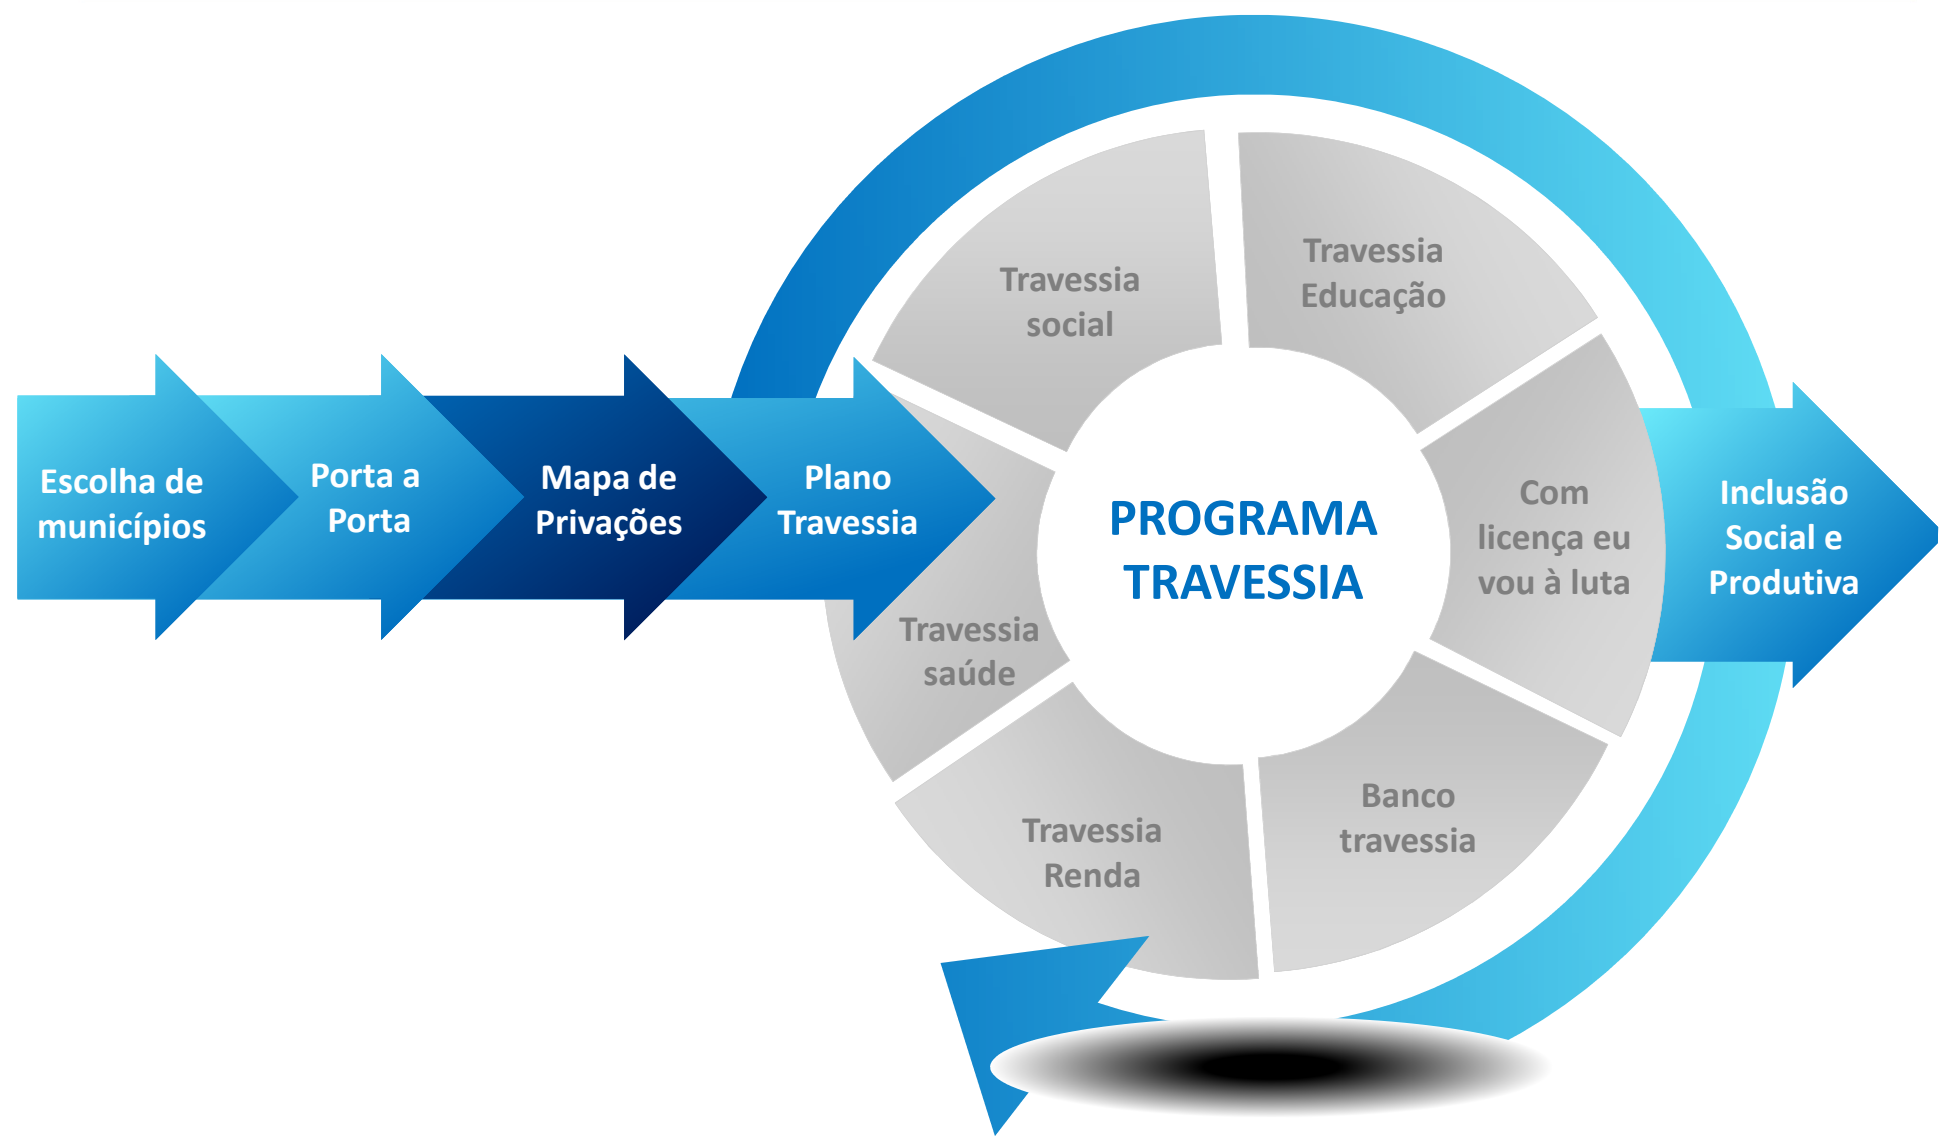 Escolha de
municípios
Porta a
Porta
Mapa de
Privações
Plano
Travessia
Travessia
social
Travessia
Educação
Com
licença eu
vou à luta
Banco
travessia
Travessia
Renda
Travessia
saúde
PROGRAMA
TRAVESSIA
Inclusão
Social e
Produtiva